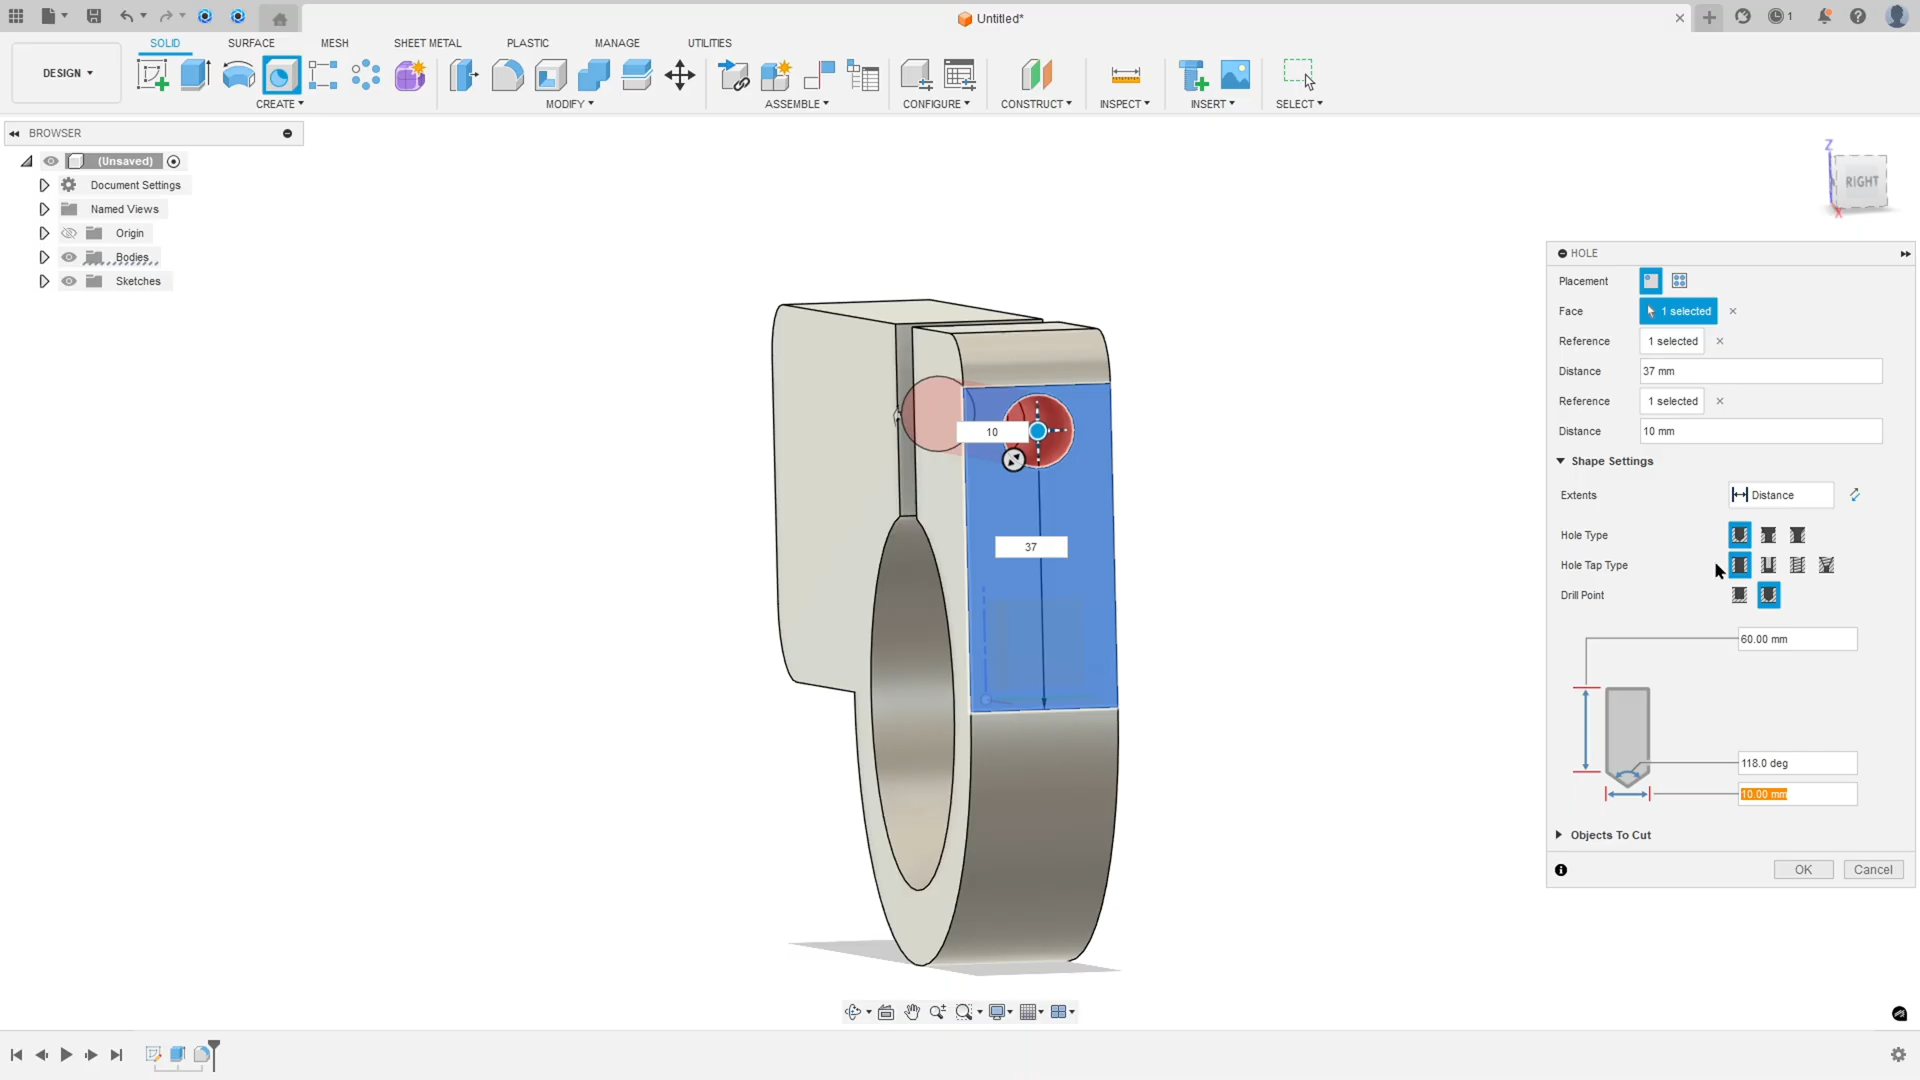 Untitled*
1
DESIGN
SOLID
SURFACE
MESH
SHEET METAL
PLASTIC
MANAGE
UTILITIES
CREATE
MODIFY
ASSEMBLE
CONFIGURE
CONSTRUCT
INSPECT
INSERT
SELECT
BROWSER
(Unsaved)
Document Settings
Named Views
Origin
Bodies
Sketches
Z
RIGHT
X
10
37
HOLE
Placement
Face
1 selected
Reference
1 selected
Distance
37 mm
Reference
1 selected
Distance
10 mm
Shape Settings
Extents
Distance
Hole Type
Hole Tap Type
Drill Point
60.00 mm
118.0 deg
10.00 mm
Objects To Cut
OK
Cancel